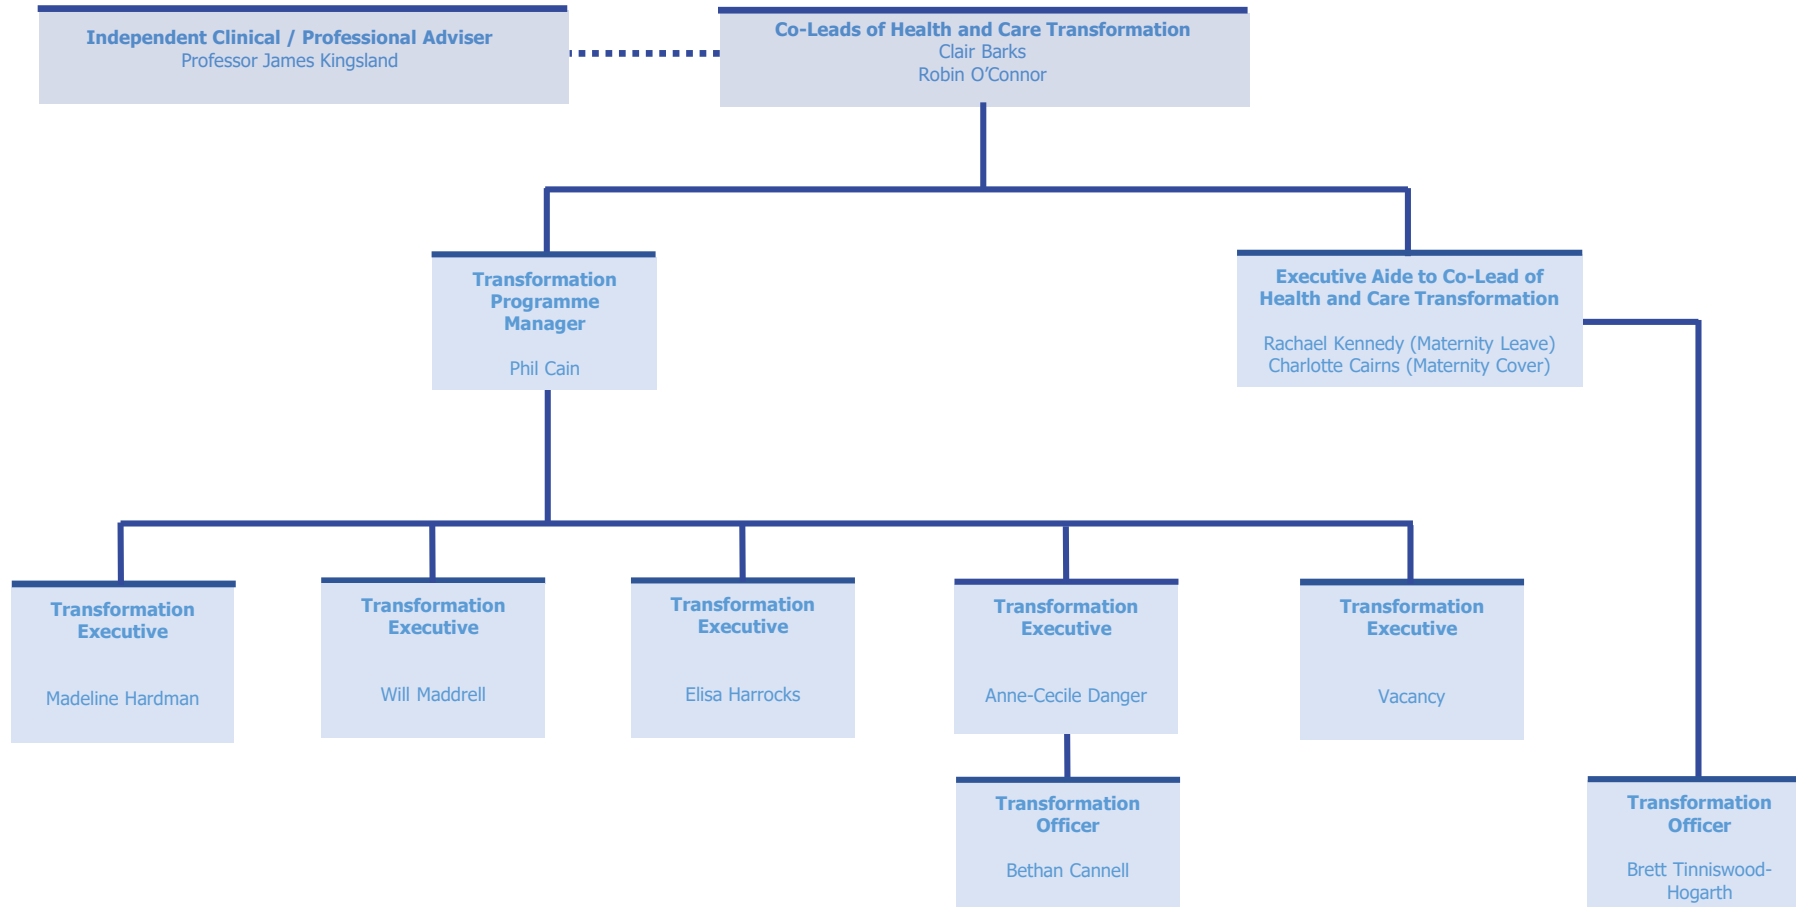 Independent Clinical / Professional Adviser
Professor James Kingsland
Co-Leads of Health and Care Transformation
Clair Barks
Robin O’Connor
Transformation
Programme
Manager
Phil Cain
Executive Aide to Co-Lead of
Health and Care Transformation
Rachael Kennedy (Maternity Leave)
Charlotte Cairns (Maternity Cover)
Transformation
Executive
Madeline Hardman
Transformation
Executive
Will Maddrell
Transformation
Executive
Elisa Harrocks
Transformation
Executive
Anne-Cecile Danger
Transformation
Executive
Vacancy
Transformation
Officer
Bethan Cannell
Transformation
Officer
Brett Tinniswood-
Hogarth